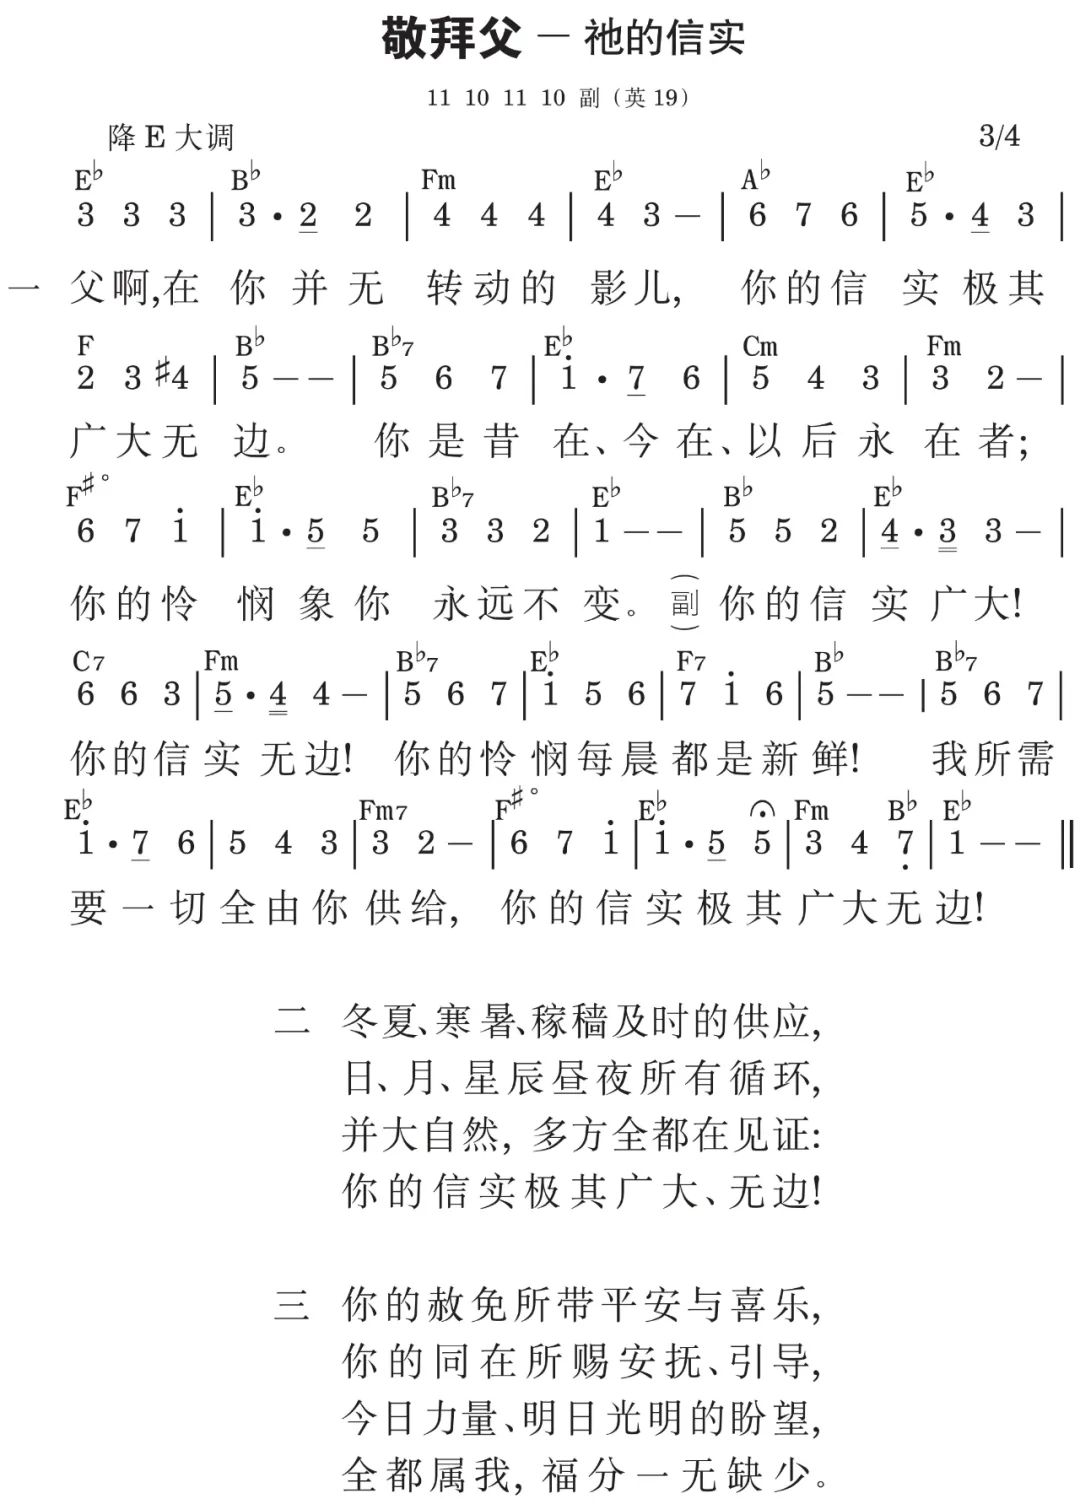 敬拜父—祂的信实
11 10 11 10 副（英19）
降E大调 3/4
E♭ B♭ Fm E♭ A♭ E♭
3 3 3 | 3·2 2 | 4 4 4 | 4 3 — | 6 7 6 | 5·4 3 |
一 父啊,在你并无转动的影儿, 你的信实极其
F B♭ B♭7 E♭ Cm Fm
2 3 ♯4 | 5 — — | 5 6 7 | i·7 6 | 5 4 3 | 3 2 — |
广大无边。 你是昔在、今在、以后永在者;
F♯° E♭ B♭7 E♭ B♭ E♭
6 7 i | i·5 5 | 3 3 2 | 1 — — | 5 5 2 | 4·3 3 — |
你的怜悯象你永远不变。(副)你的信实广大!
C7 Fm B♭7 E♭ F7 B♭ B♭7
6 6 3 | 5·4 4 — | 5 6 7 | i 5 6 | 7 i 6 | 5 — — | 5 6 7 |
你的信实无边! 你的怜悯每晨都是新鲜! 我所需
E♭ Fm7 F♯° E♭ Fm B♭ E♭
i·7 6 | 5 4 3 | 3 2 — | 6 7 i | i·5 5 | 3 4 7̣ | 1 — — ‖
要一切全由你供给, 你的信实极其广大无边!
二 冬夏、寒暑、稼穑及时的供应,
日、月、星辰昼夜所有循环,
并大自然, 多方全都在见证:
你的信实极其广大、无边!
三 你的赦免所带平安与喜乐,
你的同在所赐安抚、引导,
今日力量、明日光明的盼望,
全都属我, 福分一无缺少。